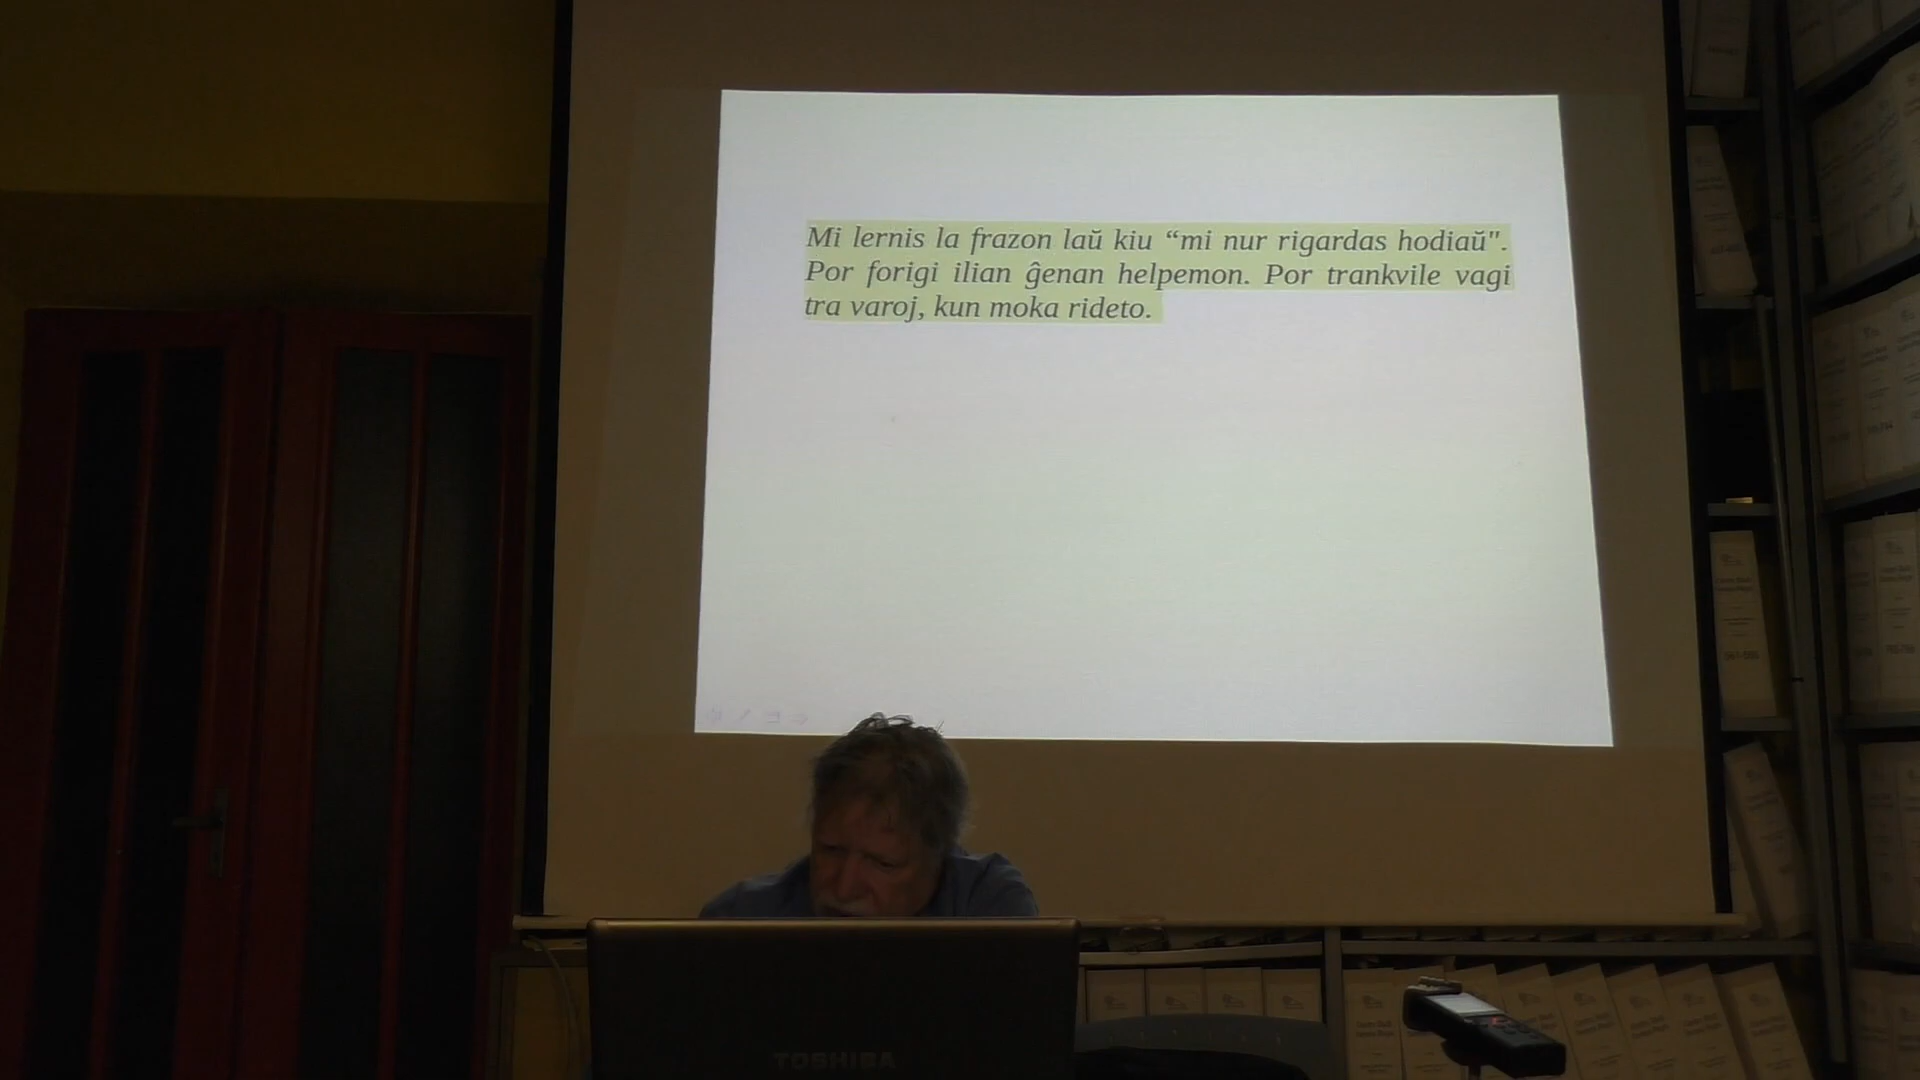 Mi lernis la frazon laŭ kiu “mi nur rigardas hodiaŭ".
Por forigi ilian ĝenan helpemon. Por trankvile vagi
tra varoj, kun moka rideto.
TOSHIBA